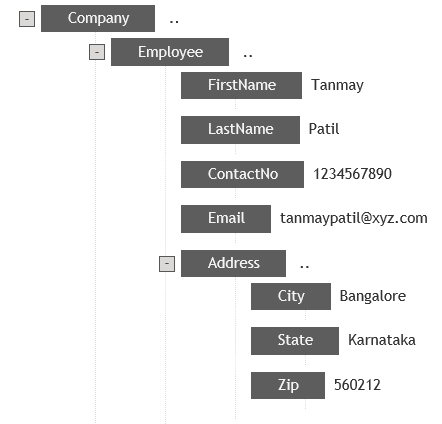 - Company ..
- Employee ..
FirstName Tanmay
LastName Patil
ContactNo 1234567890
Email tanmaypatil@xyz.com
- Address ..
City Bangalore
State Karnataka
Zip 560212